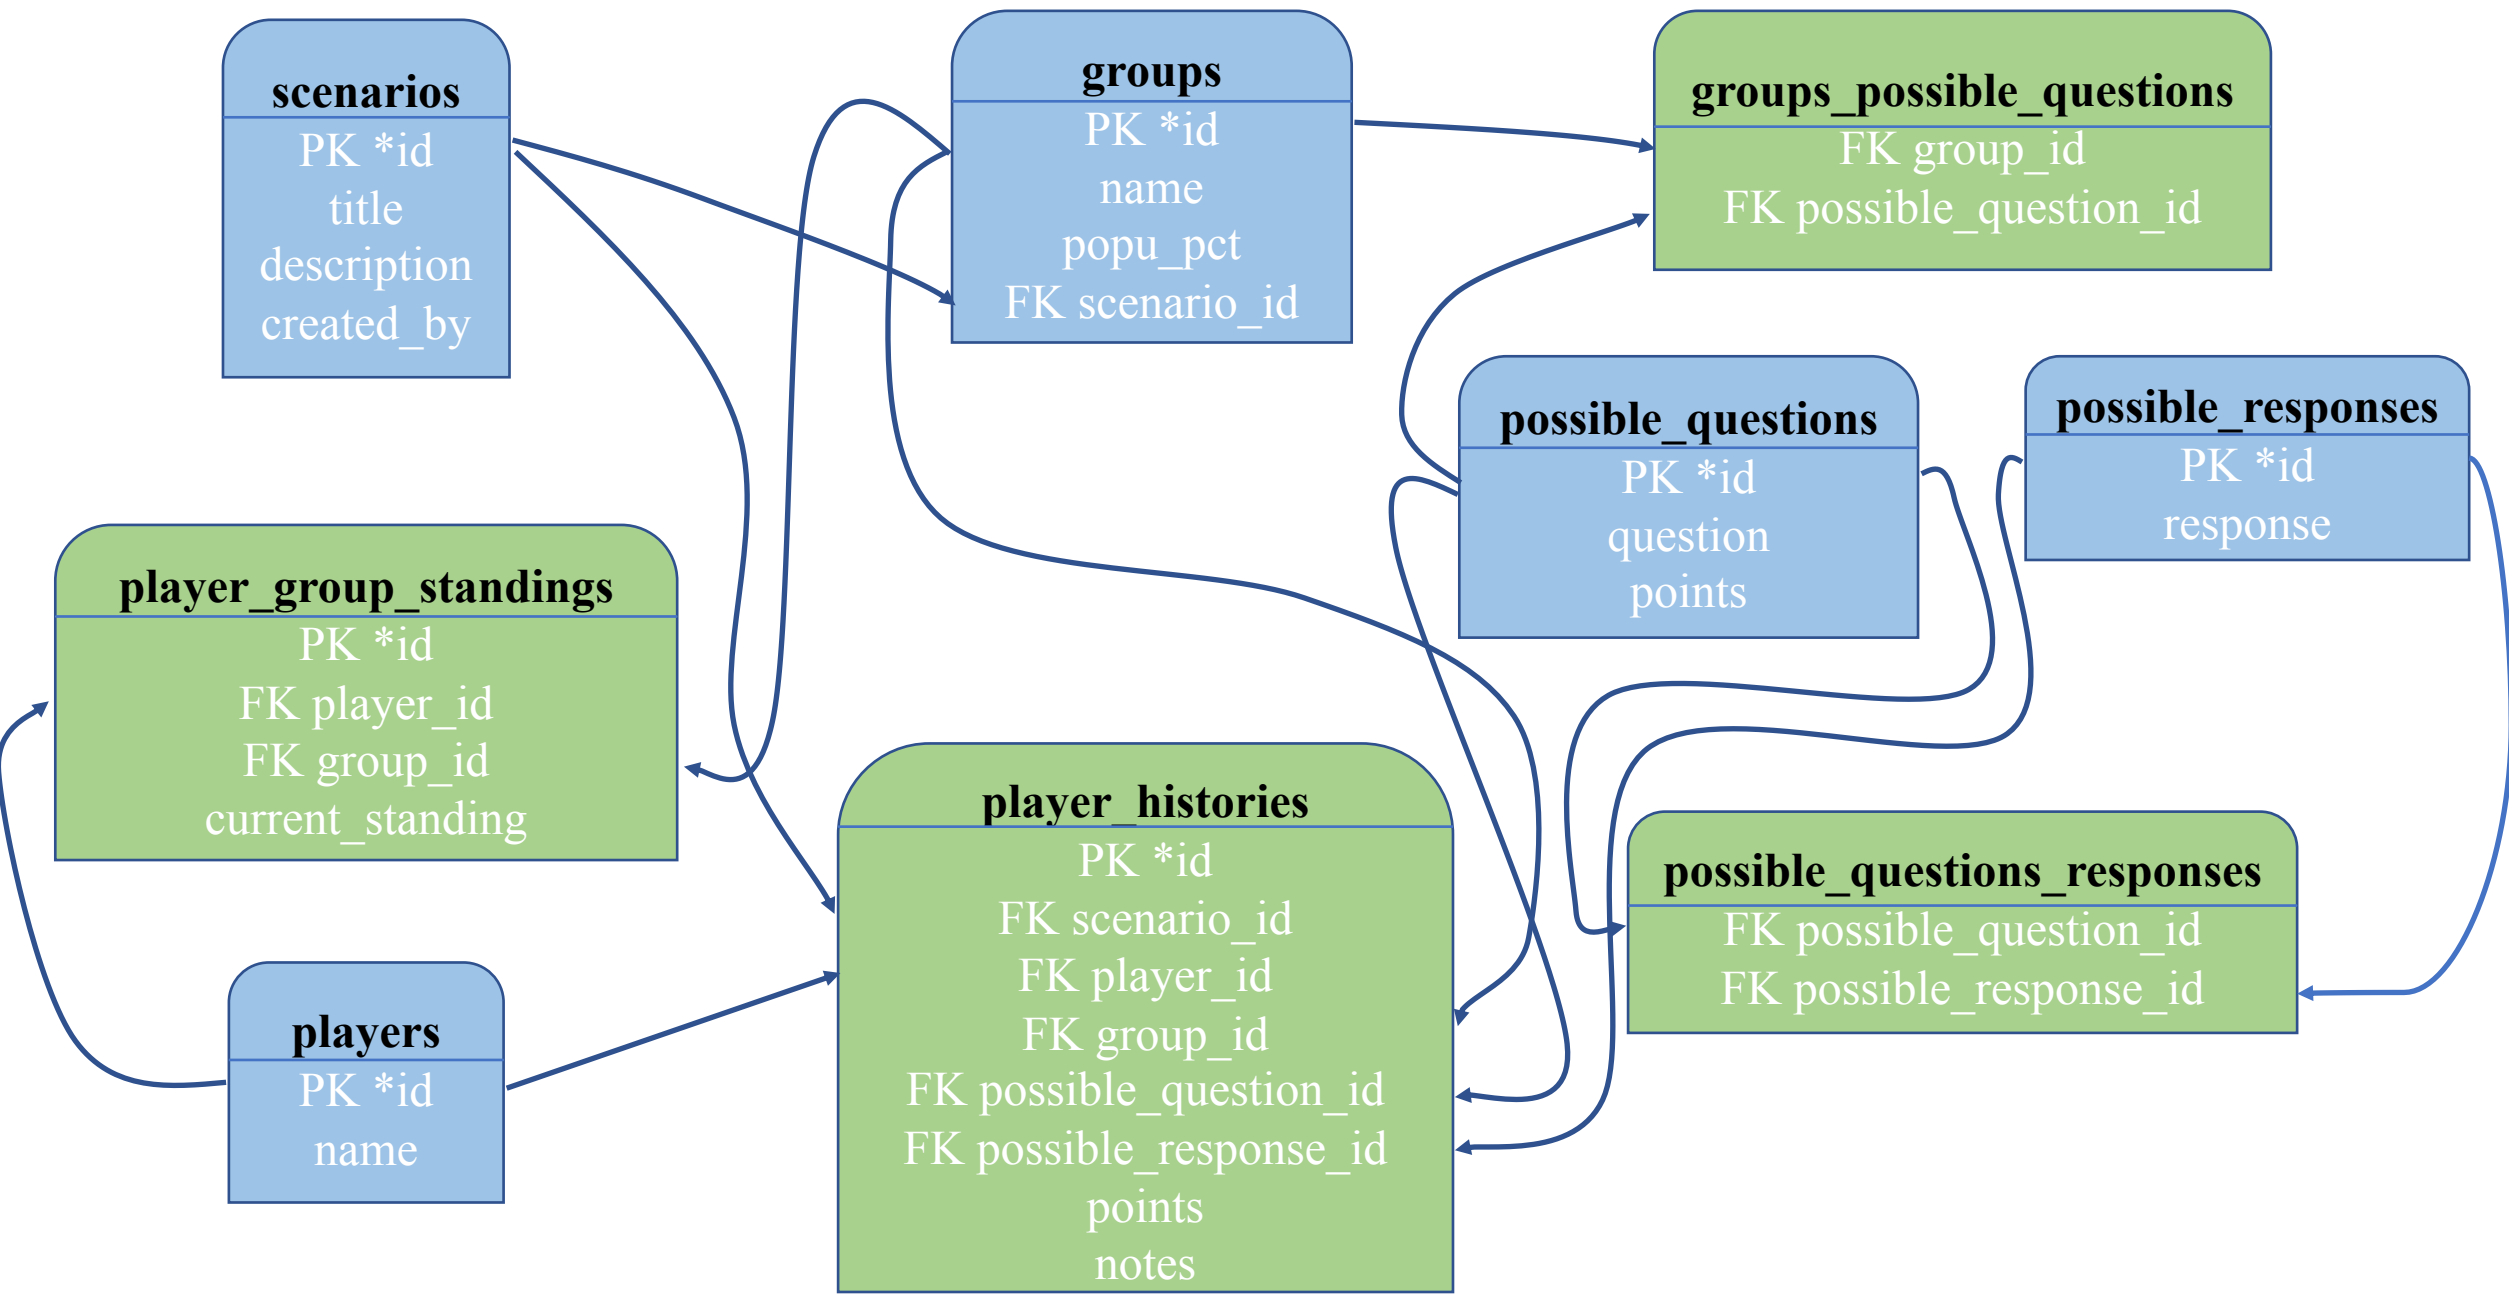 scenarios
PK *id
title
description
created_by
groups
PK *id
name
popu_pct
FK scenario_id
groups_possible_questions
FK group_id
FK possible_question_id
possible_questions
PK *id
question
points
possible_responses
PK *id
response
player_group_standings
PK *id
FK player_id
FK group_id
current_standing
player_histories
PK *id
FK scenario_id
FK player_id
FK group_id
FK possible_question_id
FK possible_response_id
points
notes
possible_questions_responses
FK possible_question_id
FK possible_response_id
players
PK *id
name